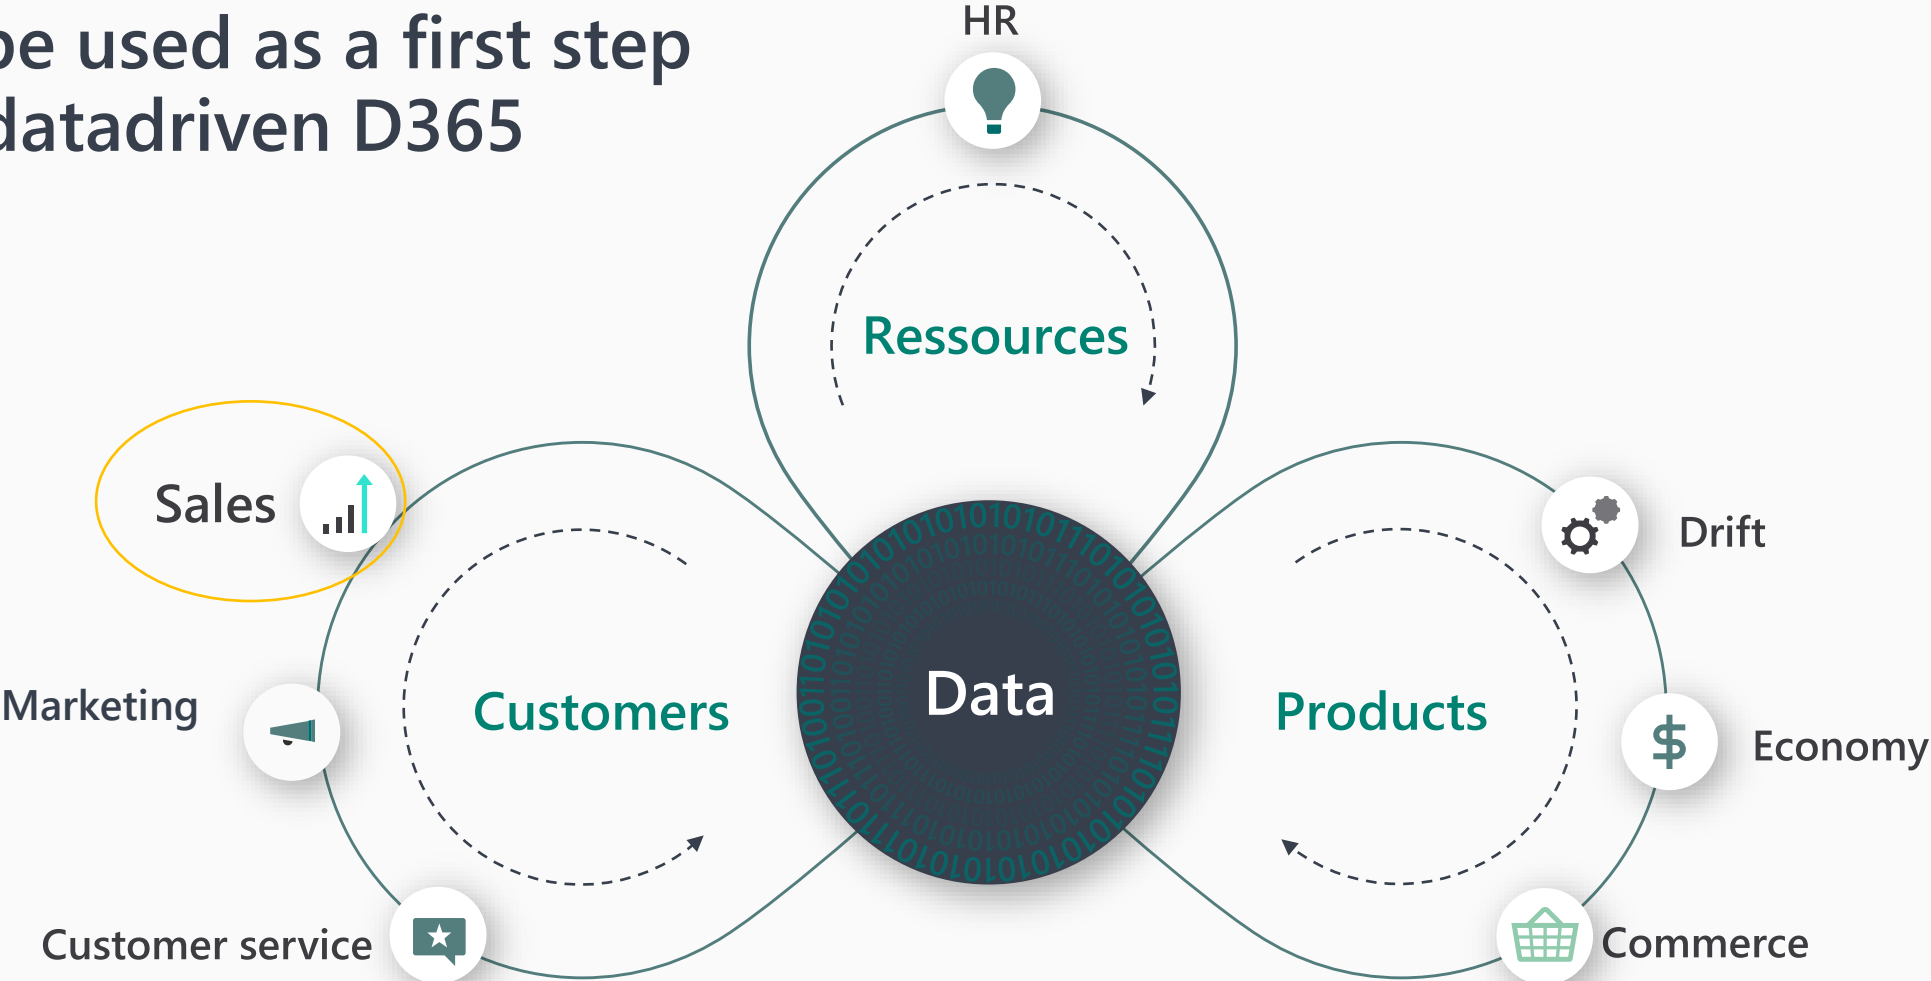 be used as a first step
datadriven D365
HR
Ressources
Sales
Drift
Marketing
Customers
Data
Products
Economy
Customer service
Commerce